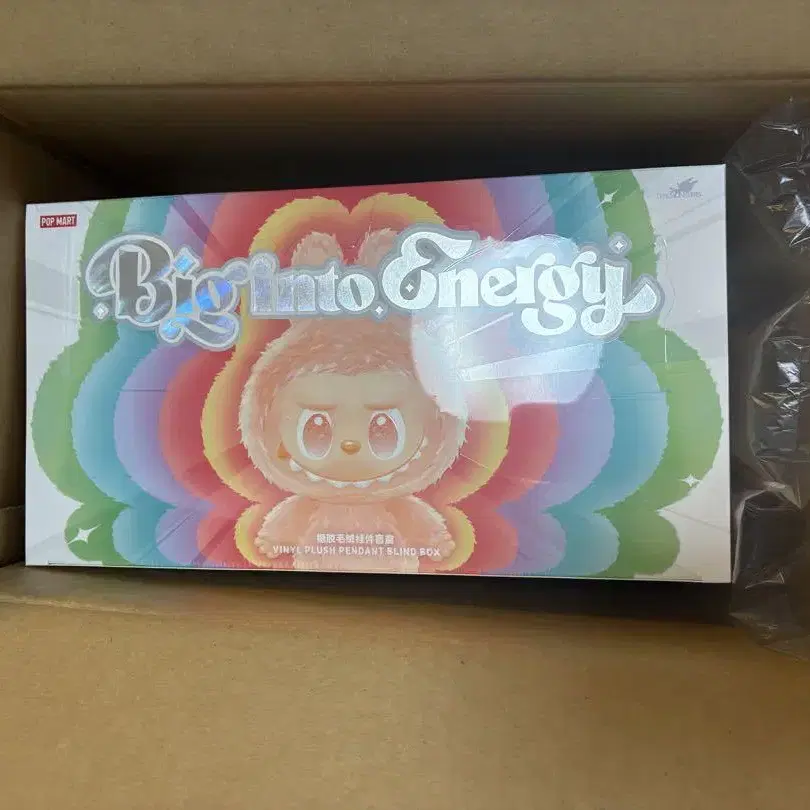 POP MART
Big into Energy
搪胶毛绒挂件盲盒
VINYL PLUSH PENDANT BLIND BOX